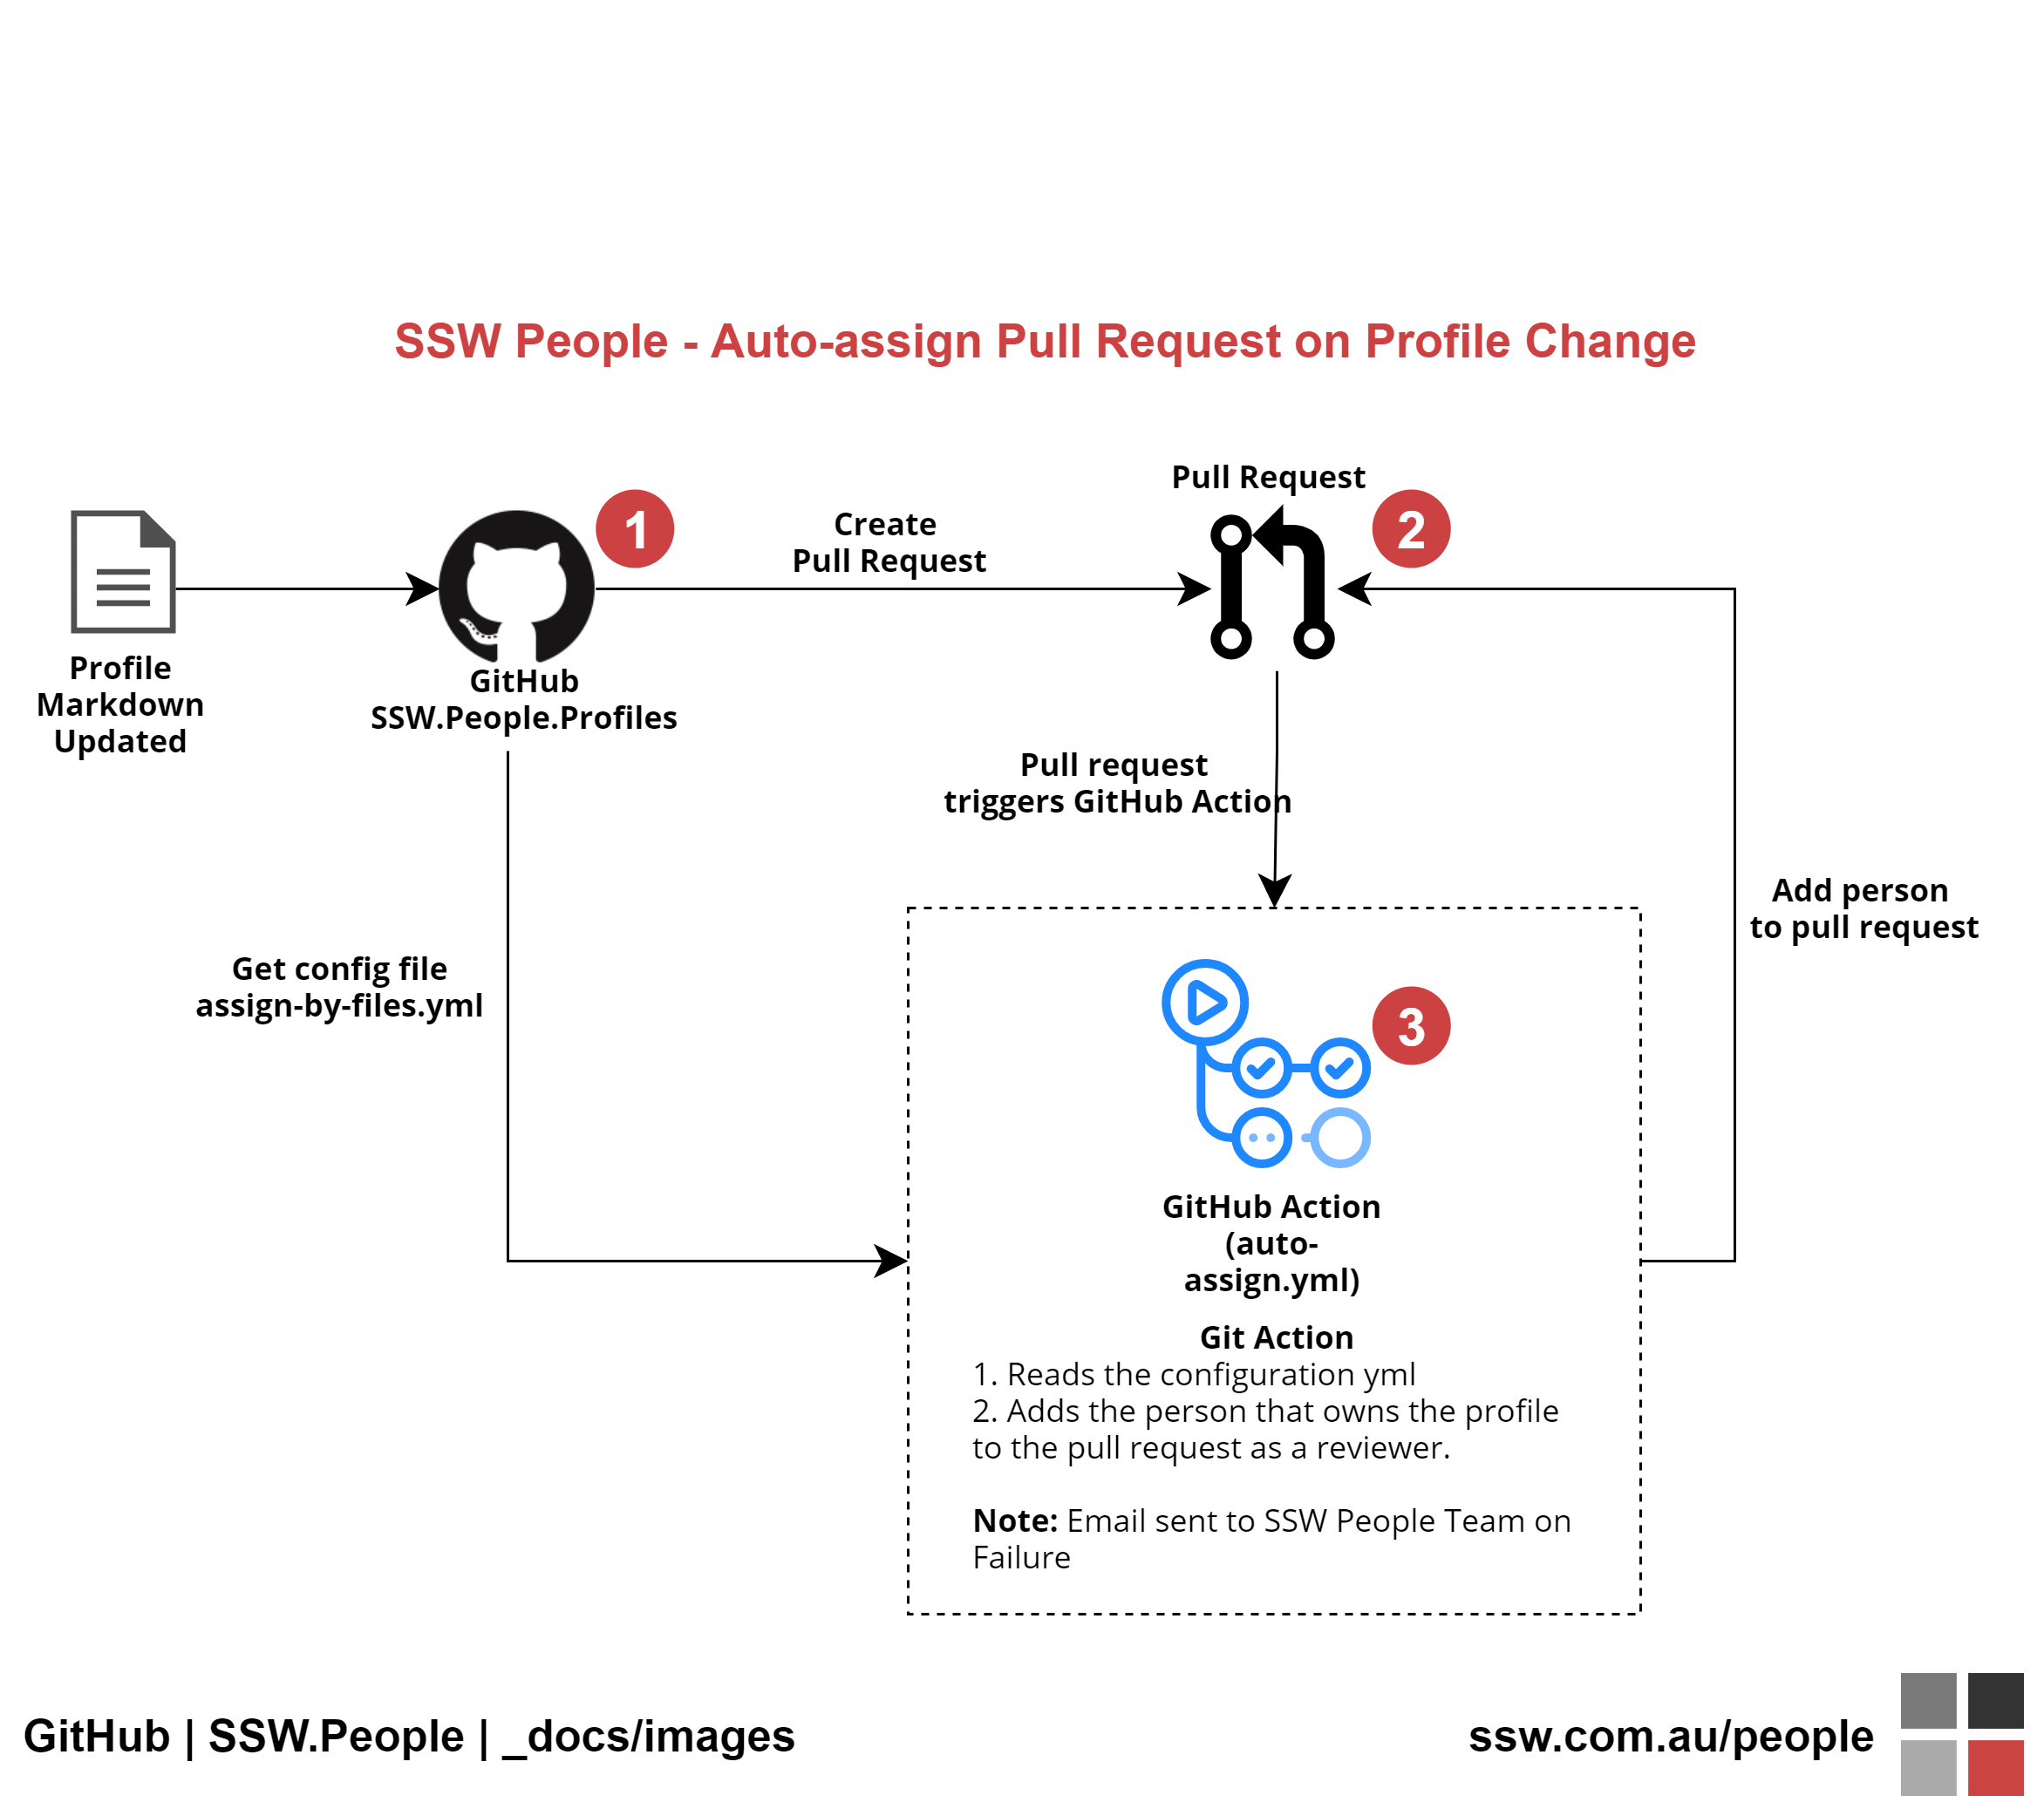 SSW People - Auto-assign Pull Request on Profile Change
Pull Request
1
2
Create
Pull Request
Profile
Markdown
Updated
GitHub
SSW.People.Profiles
Pull request
triggers GitHub Action
Add person
to pull request
Get config file
assign-by-files.yml
3
GitHub Action
(auto-
assign.yml)
Git Action
1. Reads the configuration yml
2. Adds the person that owns the profile
to the pull request as a reviewer.
Note: Email sent to SSW People Team on
Failure
GitHub | SSW.People | _docs/images
ssw.com.au/people